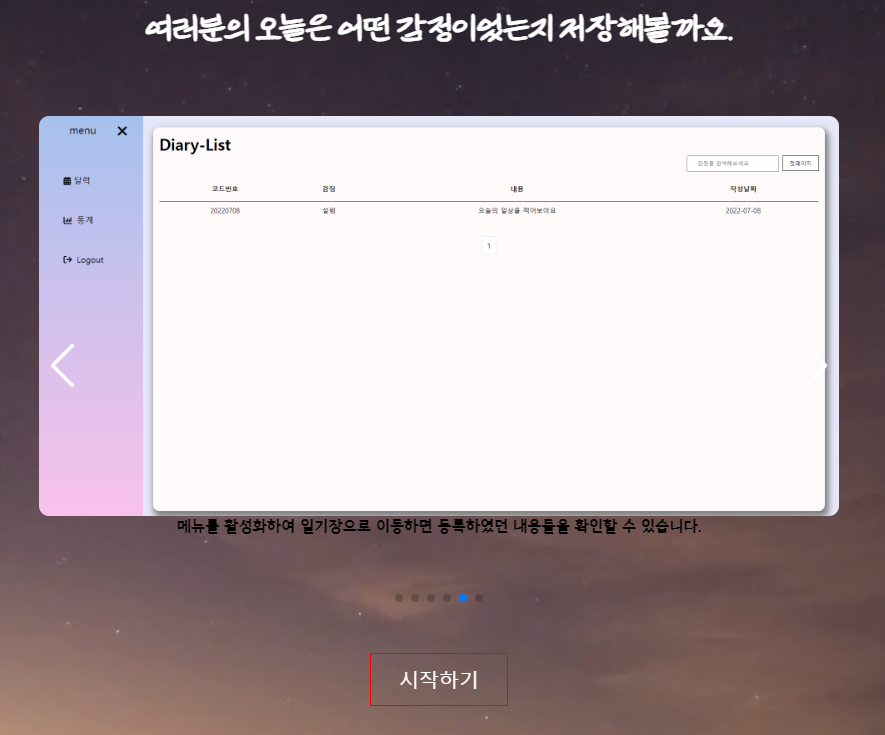 여러분의 오늘은 어떤 감정이었는지 저장해볼까요.
menu
Diary-List
감정을 검색해보세요 첫페이지
달력
코드번호 감정 내용 작성날짜
20220708 설렘 오늘의 일상을 적어보아요 2022-07-08
통계
1
Logout
메뉴를 활성화하여 일기장으로 이동하면 등록하였던 내용들을 확인할 수 있습니다.
시작하기